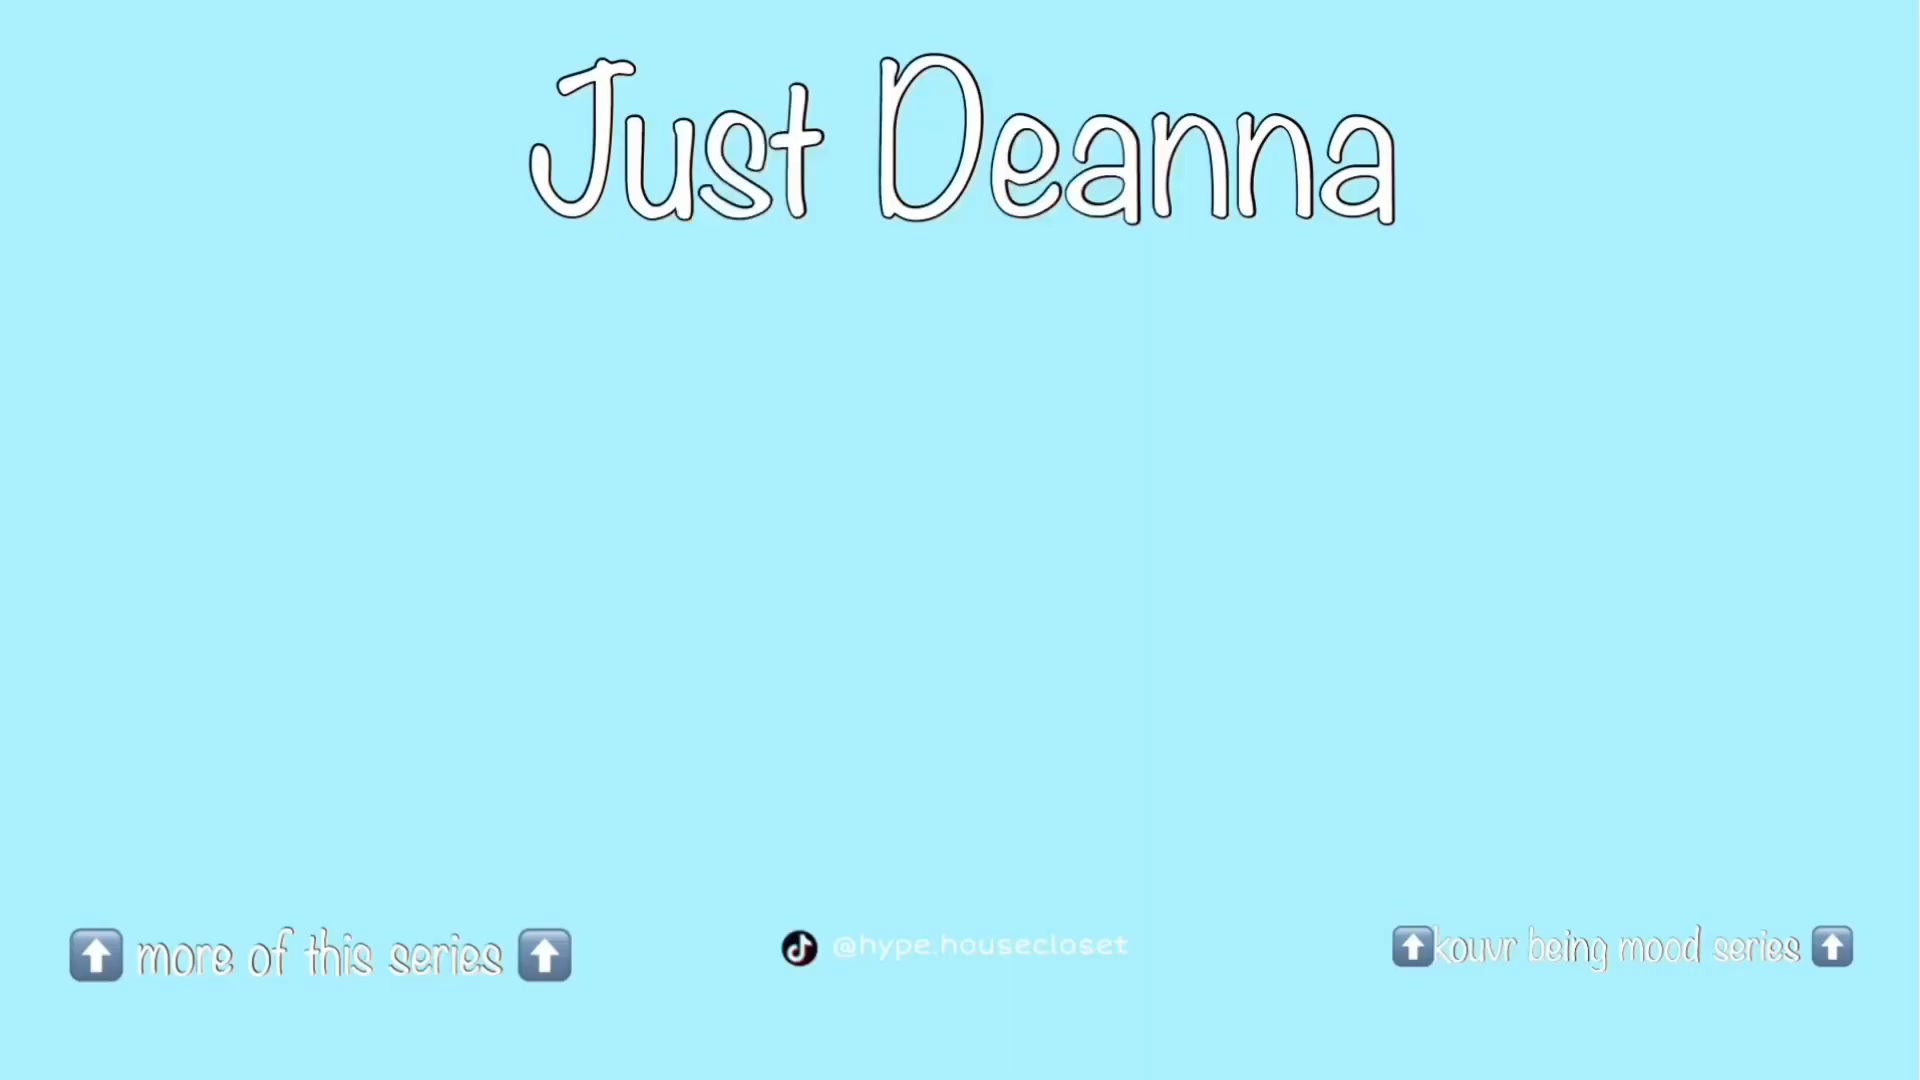 Just Deanna
⬆️ more of this series ⬆️
@hype.housecloset
⬆️kouvr being mood series ⬆️